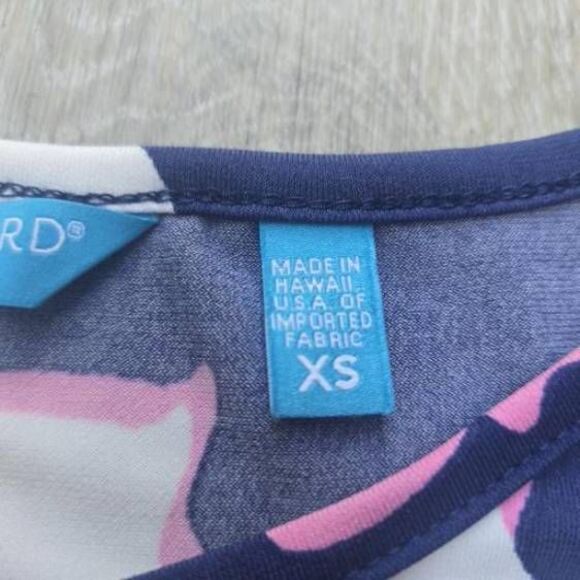 RD®
MADE IN
HAWAII
U.S.A. OF
IMPORTED
FABRIC
XS